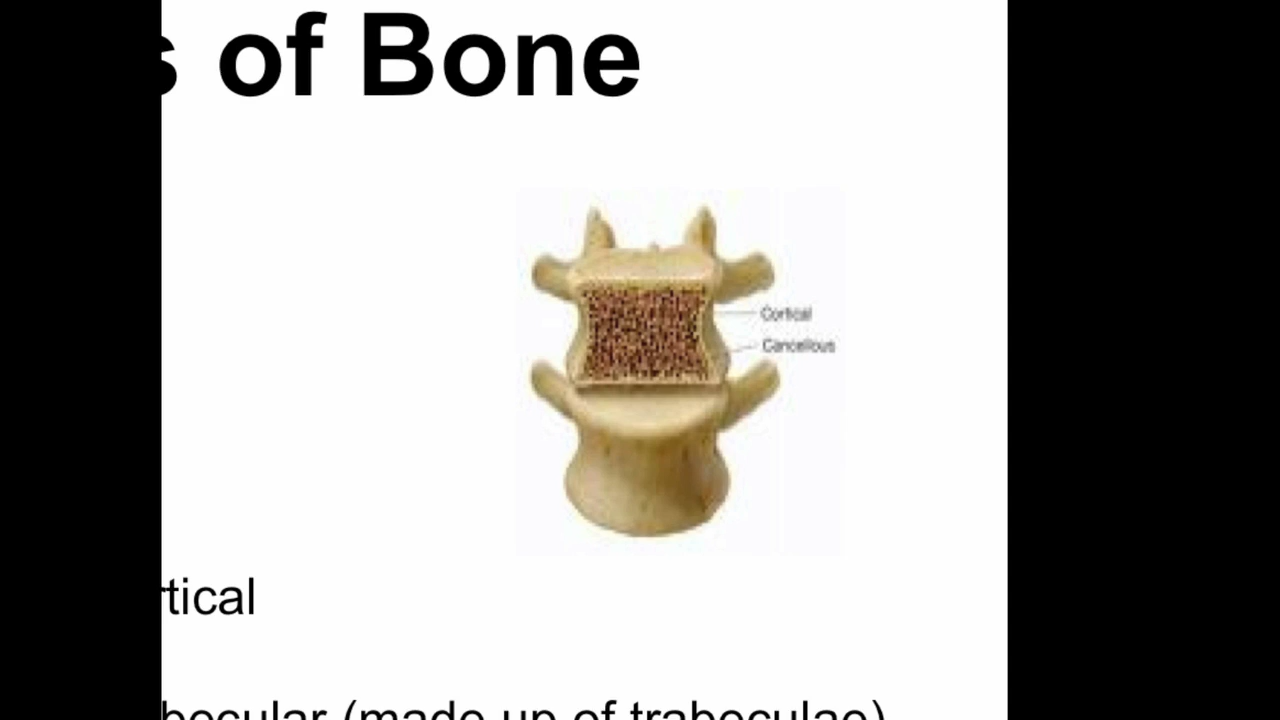 s of Bone
Cortical
Cancellous
rtical
becular (made up of trabeculae)